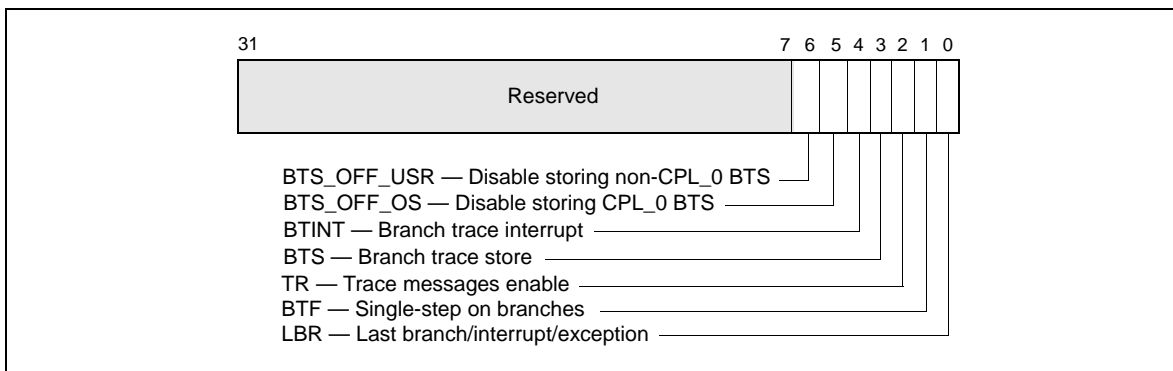 31 7 6 5 4 3 2 1 0
Reserved
BTS_OFF_USR — Disable storing non-CPL_0 BTS
BTS_OFF_OS — Disable storing CPL_0 BTS
BTINT — Branch trace interrupt
BTS — Branch trace store
TR — Trace messages enable
BTF — Single-step on branches
LBR — Last branch/interrupt/exception